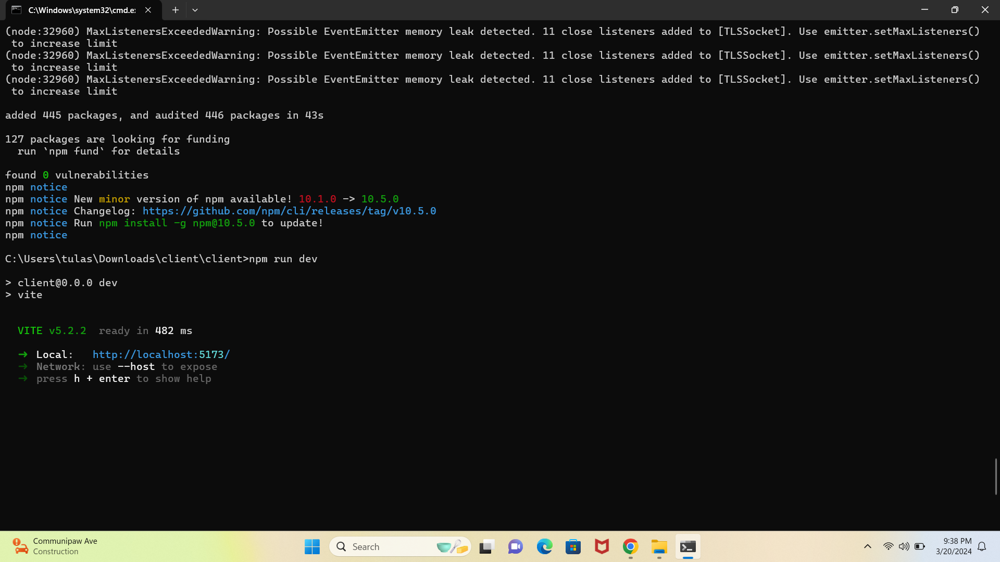 C:\Windows\system32\cmd.e
(node:32960) MaxListenersExceededWarning: Possible EventEmitter memory leak detected. 11 close listeners added to [TLSSocket]. Use emitter.setMaxListeners()
to increase limit
(node:32960) MaxListenersExceededWarning: Possible EventEmitter memory leak detected. 11 close listeners added to [TLSSocket]. Use emitter.setMaxListeners()
to increase limit
(node:32960) MaxListenersExceededWarning: Possible EventEmitter memory leak detected. 11 close listeners added to [TLSSocket]. Use emitter.setMaxListeners()
to increase limit
added 445 packages, and audited 446 packages in 43s
127 packages are looking for funding
run `npm fund` for details
found 0 vulnerabilities
npm notice
npm notice New minor version of npm available! 10.1.0 -> 10.5.0
npm notice Changelog: https://github.com/npm/cli/releases/tag/v10.5.0
npm notice Run npm install -g npm@10.5.0 to update!
npm notice
C:\Users\tulas\Downloads\client\client>npm run dev
> client@0.0.0 dev
> vite
VITE v5.2.2 ready in 482 ms
➜ Local: http://localhost:5173/
➜ Network: use --host to expose
➜ press h + enter to show help
Communipaw Ave
Construction
Search
9:38 PM
3/20/2024